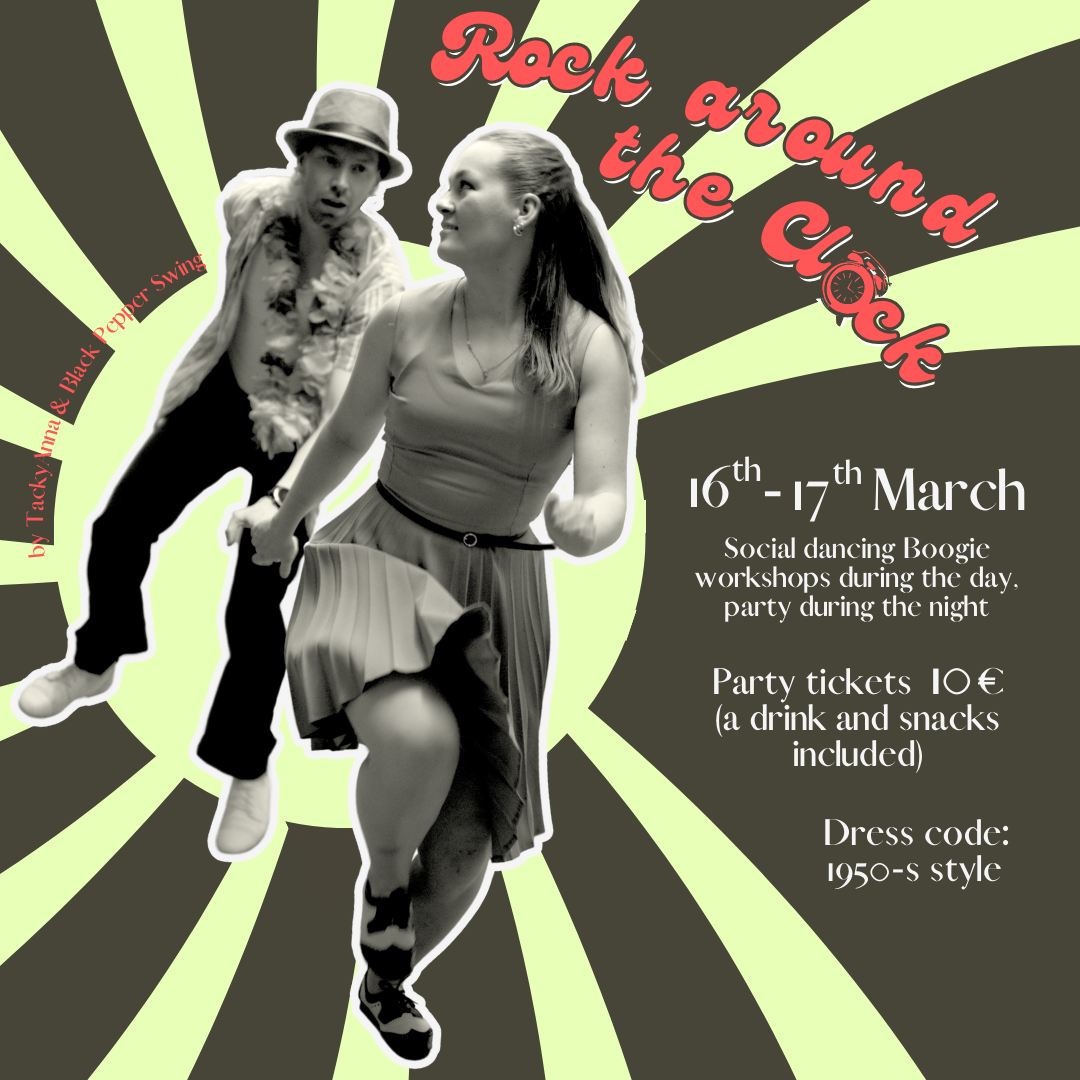 Rock around
the Clock
by TackyAnna & Black Pepper Swing
16th - 17th March
Social dancing Boogie
workshops during the day,
party during the night
Party tickets 10 €
(a drink and snacks
included)
Dress code:
1950-s style